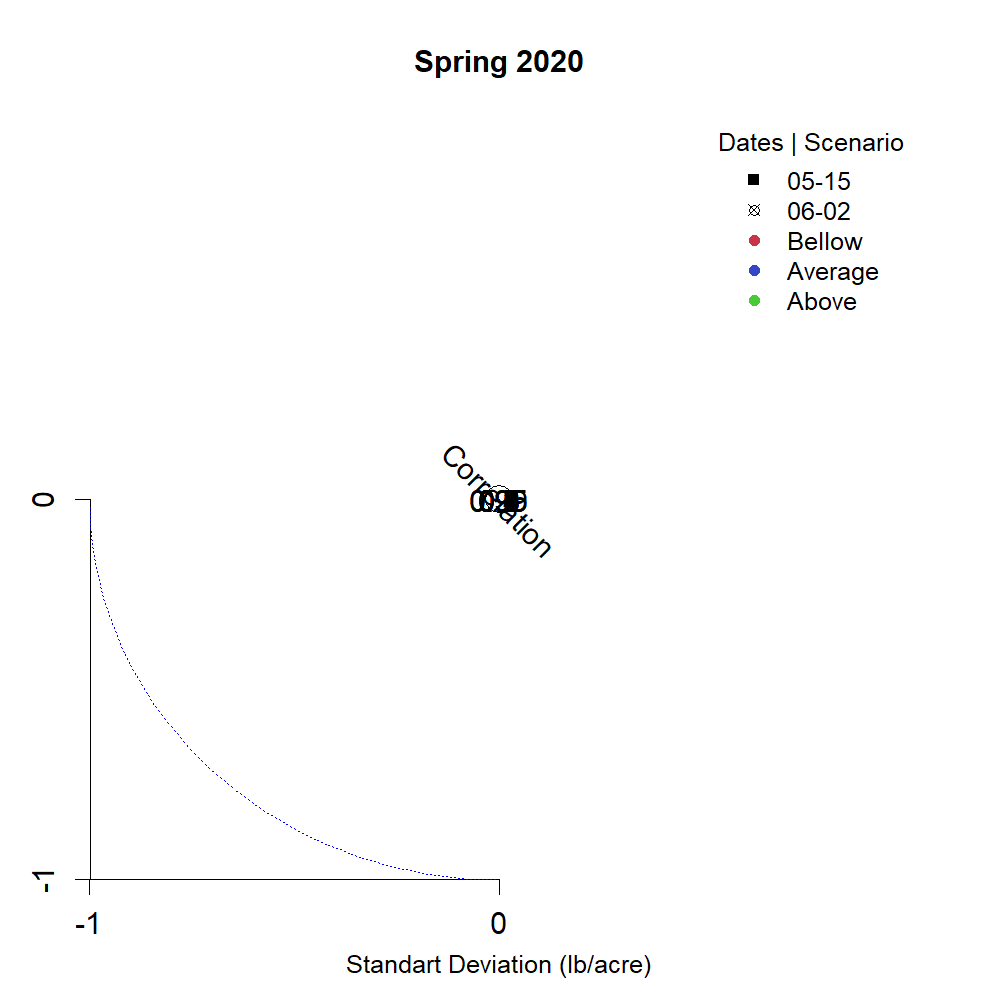 Spring 2020
Dates | Scenario
05-15
06-02
Bellow
Average
Above
Correlation
0
-1
-1
0
Standart Deviation (lb/acre)